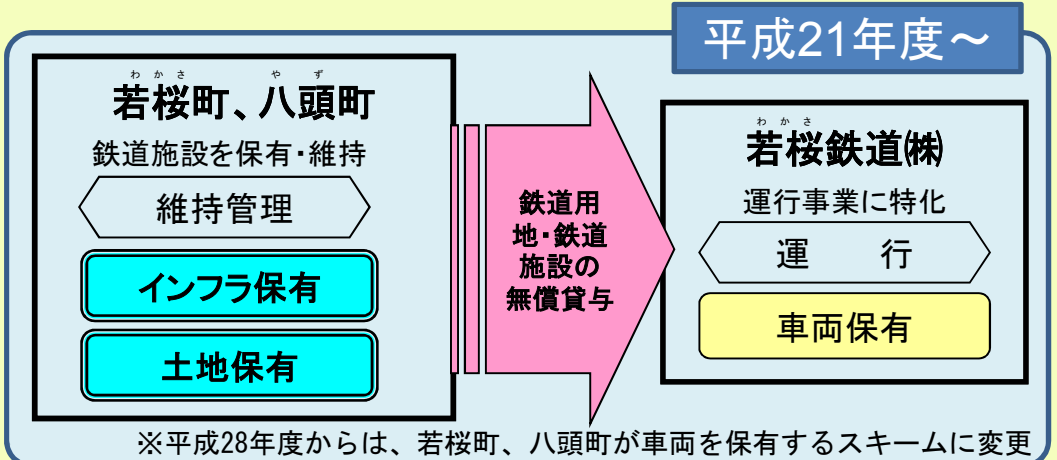 平成21年度～
わかさ やず
若桜町、八頭町
鉄道施設を保有・維持
維持管理
インフラ保有
土地保有
鉄道用
地・鉄道
施設の
無償貸与
わかさ
若桜鉄道㈱
運行事業に特化
運　行
車両保有
※平成28年度からは、若桜町、八頭町が車両を保有するスキームに変更